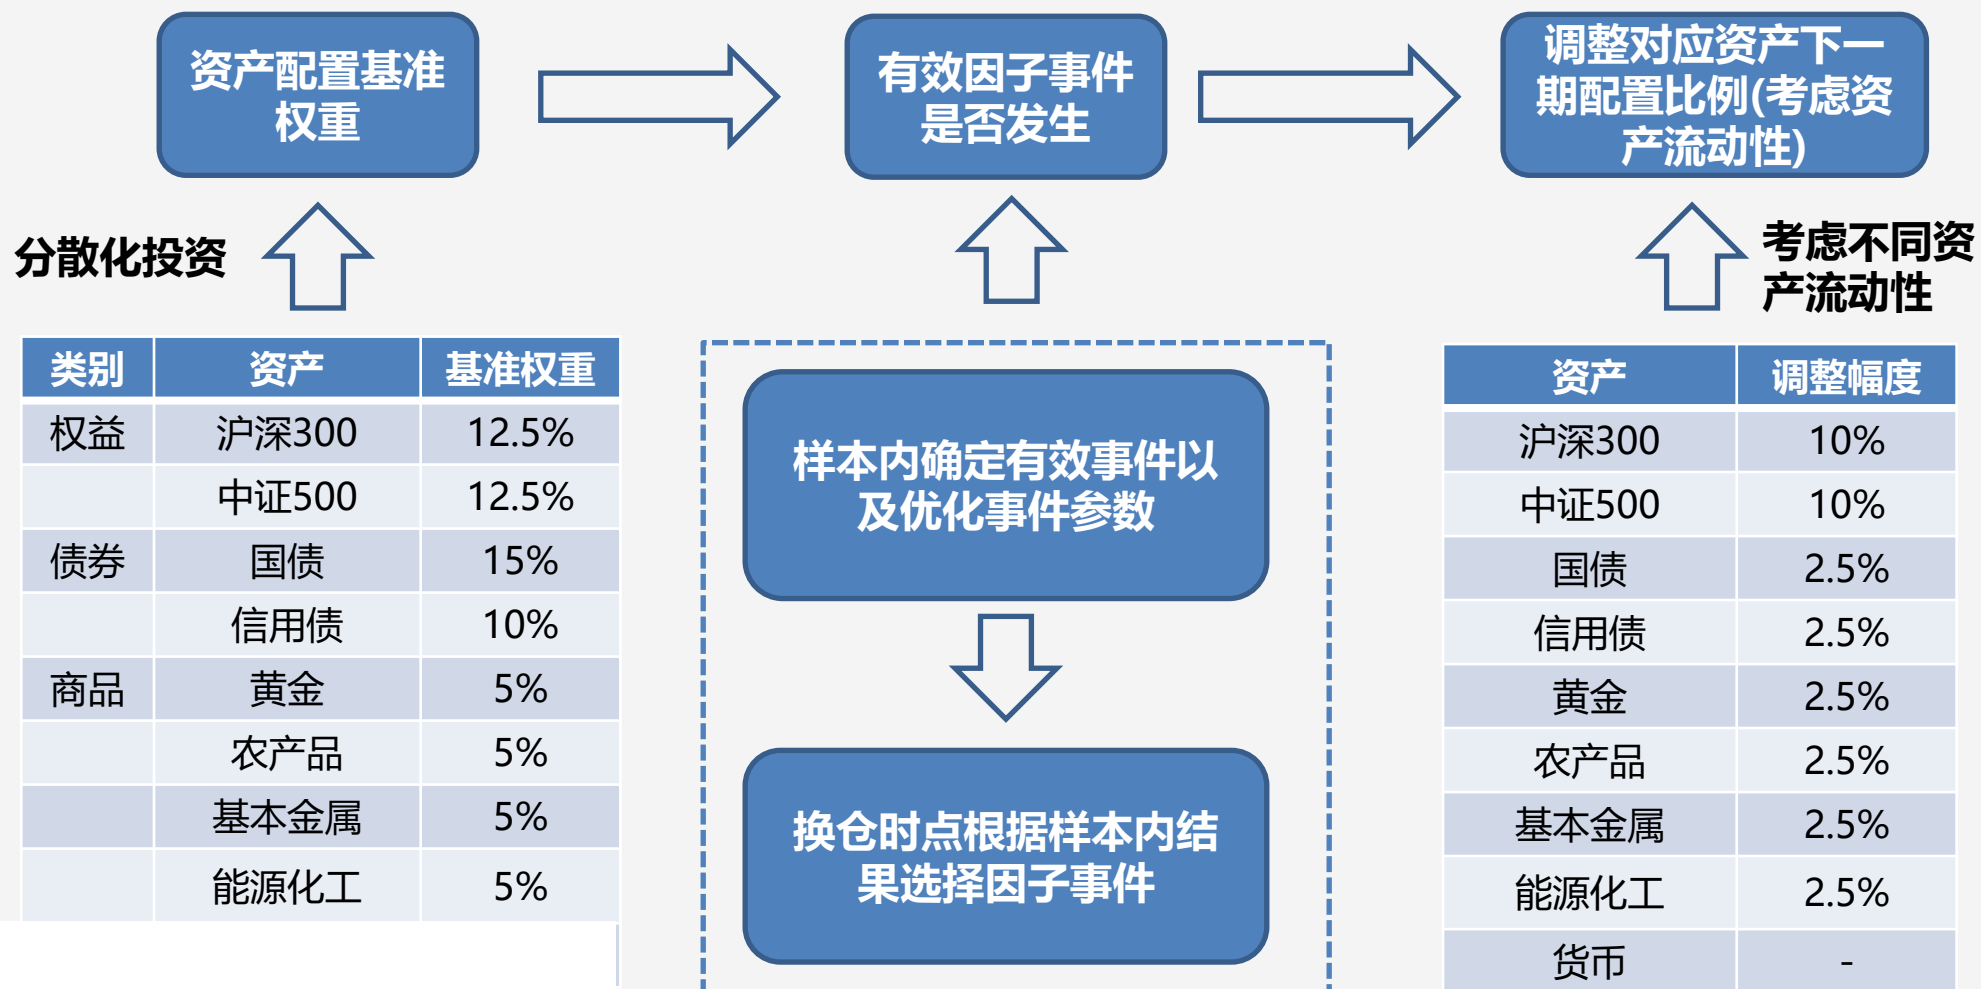 资产配置基准
权重
有效因子事件
是否发生
调整对应资产下一
期配置比例(考虑资
产流动性)
分散化投资
考虑不同资
产流动性
类别 资产 基准权重
权益 沪深300 12.5%
中证500 12.5%
债券 国债 15%
信用债 10%
商品 黄金 5%
农产品 5%
基本金属 5%
能源化工 5%
样本内确定有效事件以
及优化事件参数
换仓时点根据样本内结
果选择因子事件
资产 调整幅度
沪深300 10%
中证500 10%
国债 2.5%
信用债 2.5%
黄金 2.5%
农产品 2.5%
基本金属 2.5%
能源化工 2.5%
货币 -